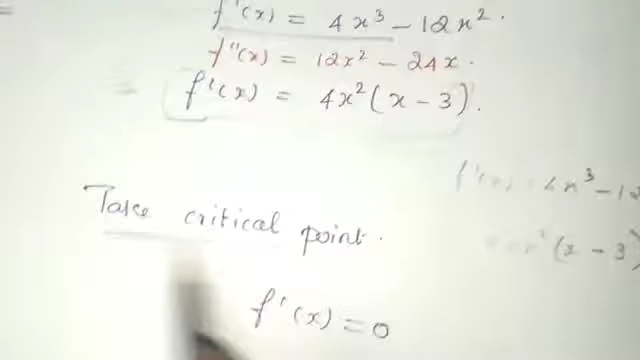 f'(x) = 4x³ - 12x².
f''(x) = 12x² - 24x.
f'(x) = 4x²(x - 3).
Take critical point.
f'(x) = 0